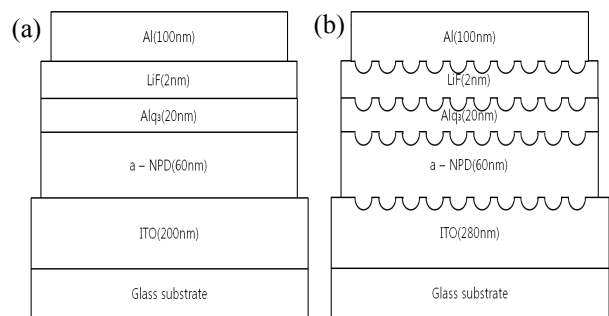 (a)
Al(100nm)
LiF(2nm)
Alq₃(20nm)
a – NPD(60nm)
ITO(200nm)
Glass substrate
(b)
Al(100nm)
LiF(2nm)
Alq₃(20nm)
a – NPD(60nm)
ITO(280nm)
Glass substrate